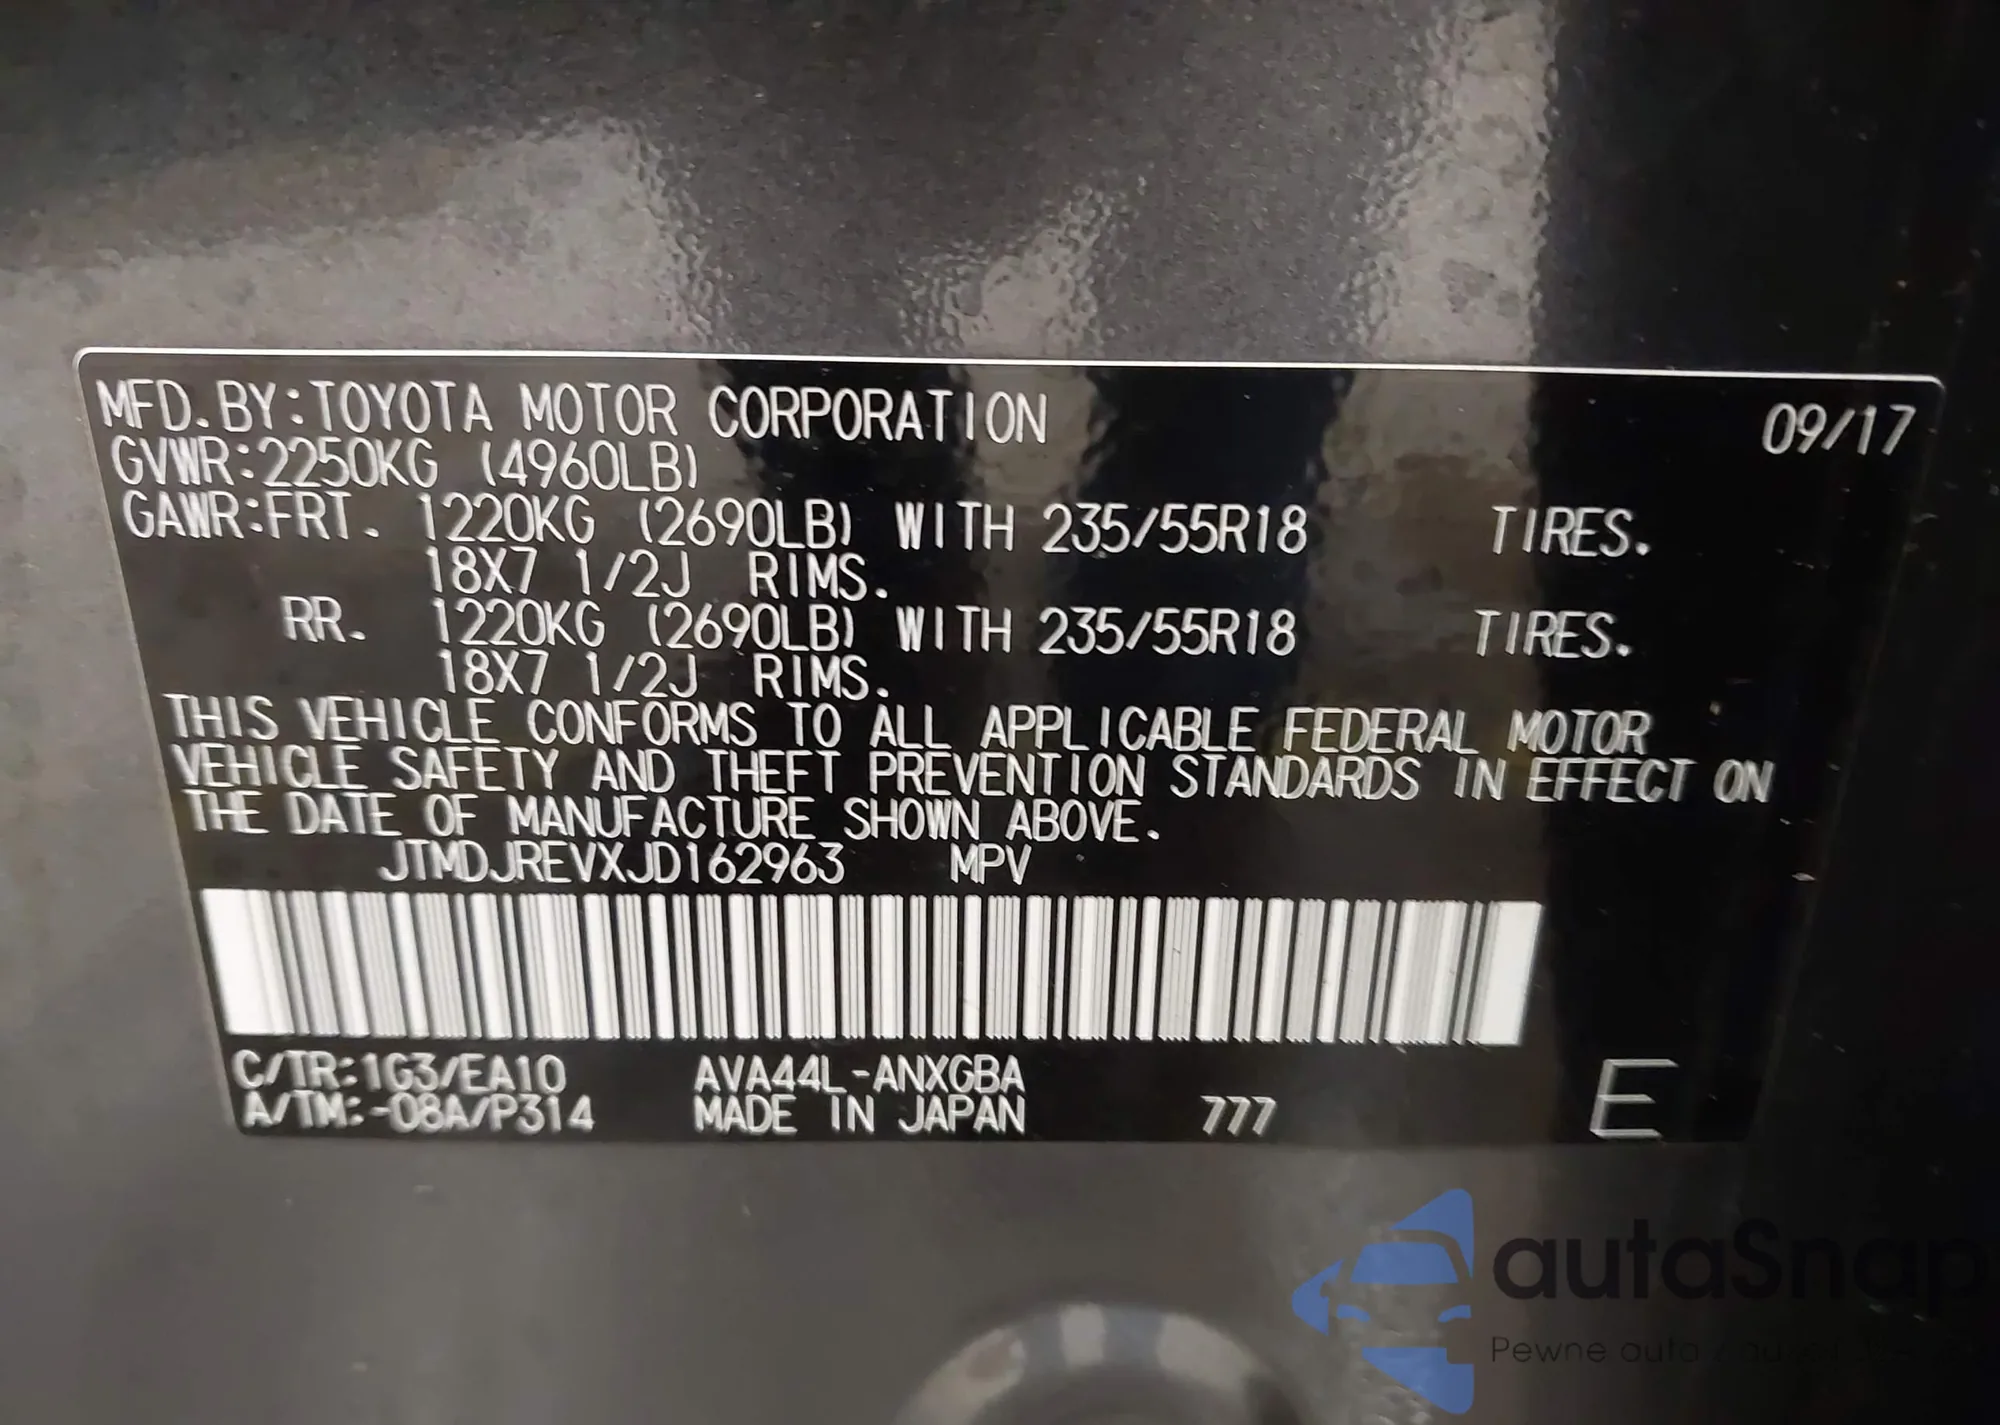 MFD.BY:TOYOTA MOTOR CORPORATION 09/17
GVWR:2250KG (4960LB)
GAWR:FRT. 1220KG (2690LB) WITH 235/55R18 TIRES.
18X7 1/2J RIMS.
RR. 1220KG (2690LB) WITH 235/55R18 TIRES.
18X7 1/2J RIMS.
THIS VEHICLE CONFORMS TO ALL APPLICABLE FEDERAL MOTOR
VEHICLE SAFETY AND THEFT PREVENTION STANDARDS IN EFFECT ON
THE DATE OF MANUFACTURE SHOWN ABOVE.
JTMDJREVXJD162963 MPV
C/TR:1G3/EA10 AVA44L-ANXGBA
A/TM:-08A/P314 MADE IN JAPAN 777 E
autaSnap
Pewne auto